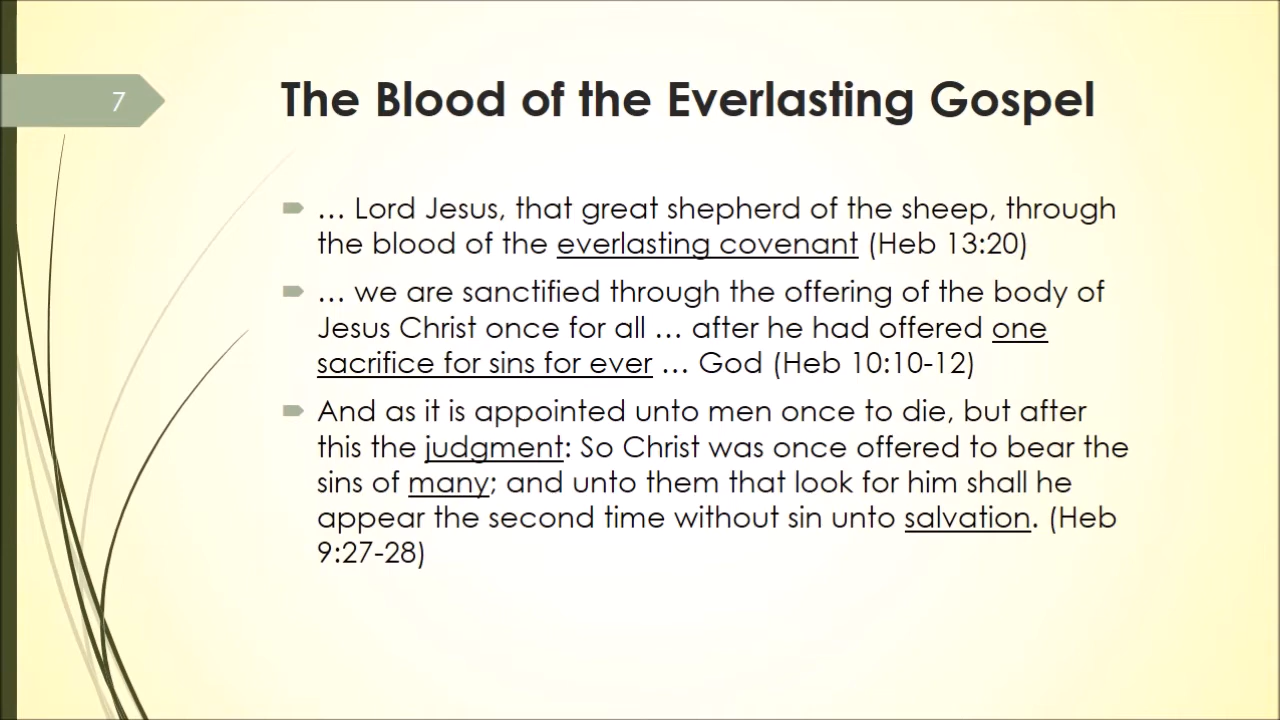 7
The Blood of the Everlasting Gospel
… Lord Jesus, that great shepherd of the sheep, through
the blood of the everlasting covenant (Heb 13:20)
… we are sanctified through the offering of the body of
Jesus Christ once for all … after he had offered one
sacrifice for sins for ever … God (Heb 10:10-12)
And as it is appointed unto men once to die, but after
this the judgment: So Christ was once offered to bear the
sins of many; and unto them that look for him shall he
appear the second time without sin unto salvation. (Heb
9:27-28)